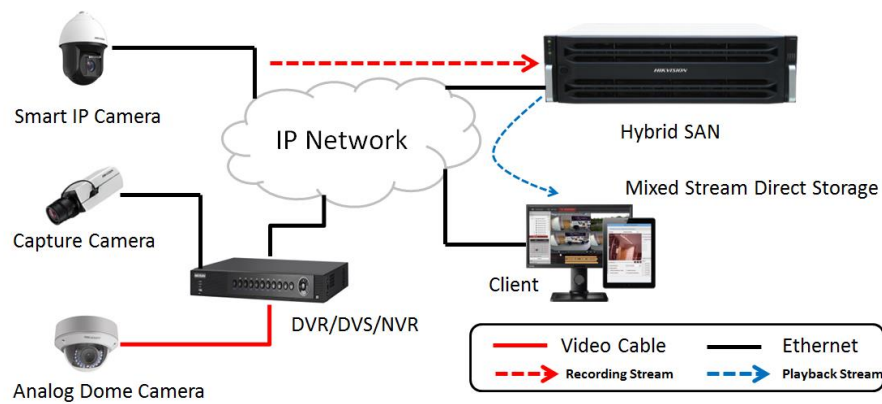 Smart IP Camera
IP Network
HIKVISION
Hybrid SAN
Mixed Stream Direct Storage
Capture Camera
Client
DVR/DVS/NVR
Analog Dome Camera
Video Cable
Ethernet
Recording Stream
Playback Stream